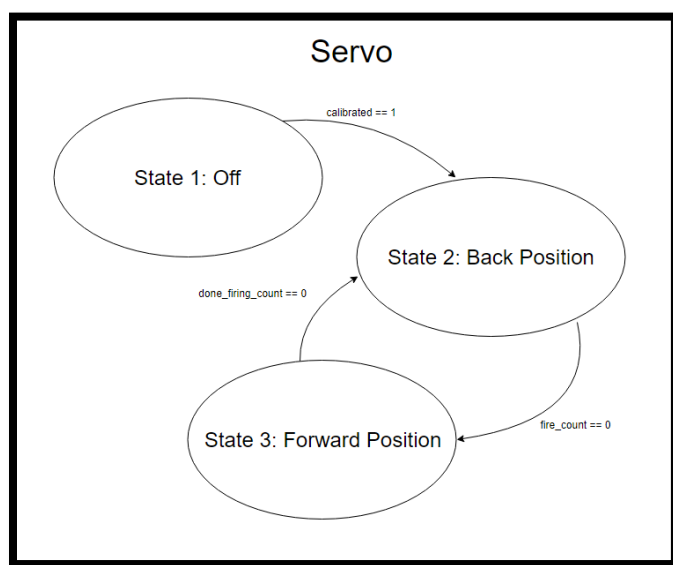 Servo
calibrated == 1
State 1: Off
State 2: Back Position
done_firing_count == 0
fire_count == 0
State 3: Forward Position